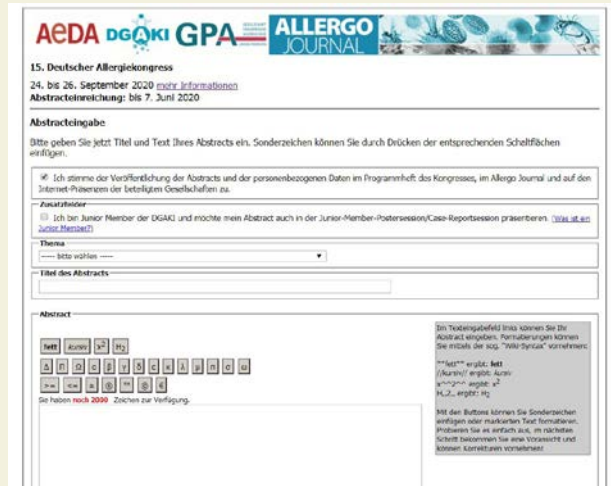 AeDA DGAKI GPA ALLERGO
JOURNAL
15. Deutscher Allergiekongress
24. bis 26. September 2020 mehr Informationen
Abstracteinreichung: bis 7. Juni 2020
Abstracteingabe
Bitte geben Sie jetzt Titel und Text Ihres Abstracts ein. Sonderzeichen können Sie durch Drücken der entsprechenden Schaltflächen
einfügen.
Ich stimme der Veröffentlichung der Abstracts und der personenbezogenen Daten im Programmheft des Kongresses, im Allergo Journal und auf den
Internet-Präsenzen der beteiligten Gesellschaften zu.
Zusatzfelder
Ich bin Junior Member der DGAKI und möchte mein Abstract auch in der Junior-Member-Postersession/Case-Reportsession präsentieren. (Was ist ein
Junior Member?)
Thema
----- bitte wählen -----
Titel des Abstracts
Abstract
fett kursiv x² H₂
Δ Π Ω α β γ δ ε κ λ μ π σ ω
>= <= ± ® ™ © €
Sie haben noch 2000 Zeichen zur Verfügung.
Im Texteingabefeld links können Sie Ihr
Abstract eingeben. Formatierungen können
Sie mittels der sog. "Wiki-Syntax" vornehmen:
**fett** ergibt: fett
//kursiv// ergibt: kursiv
x^^2^^ ergibt: x²
H,,2,, ergibt: H₂
Mit den Buttons können Sie Sonderzeichen
einfügen oder markierten Text formatieren.
Probieren Sie es einfach aus, im nächsten
Schritt bekommen Sie eine Voransicht und
können Korrekturen vornehmen!